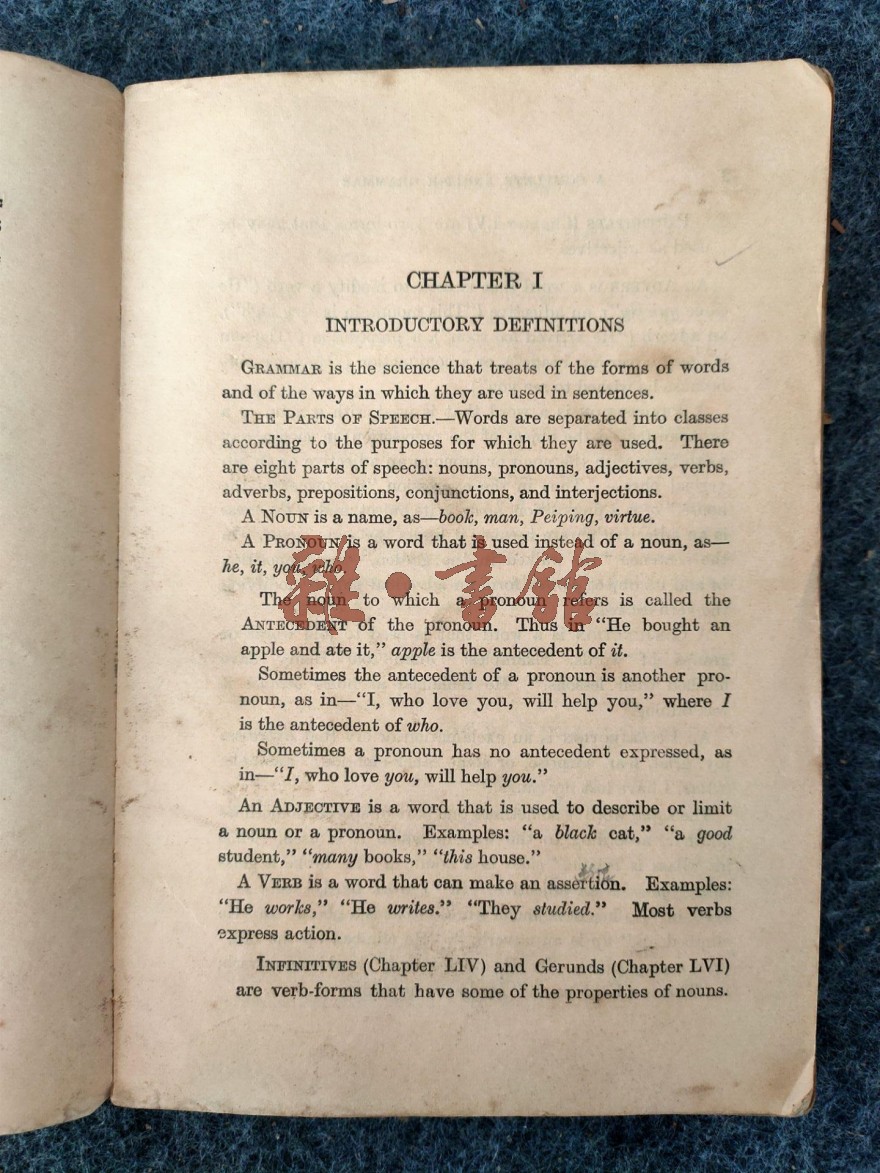 CHAPTER I
INTRODUCTORY DEFINITIONS
GRAMMAR is the science that treats of the forms of words
and of the ways in which they are used in sentences.
THE PARTS OF SPEECH.—Words are separated into classes
according to the purposes for which they are used. There
are eight parts of speech: nouns, pronouns, adjectives, verbs,
adverbs, prepositions, conjunctions, and interjections.
A NOUN is a name, as—book, man, Peiping, virtue.
A PRONOUN is a word that is used instead of a noun, as—
he, it, you, who.
雜·書館
The noun to which a pronoun refers is called the
ANTECEDENT of the pronoun. Thus in “He bought an
apple and ate it,” apple is the antecedent of it.
Sometimes the antecedent of a pronoun is another pro-
noun, as in—“I, who love you, will help you,” where I
is the antecedent of who.
Sometimes a pronoun has no antecedent expressed, as
in—“I, who love you, will help you.”
An ADJECTIVE is a word that is used to describe or limit
a noun or a pronoun. Examples: “a black cat,” “a good
student,” “many books,” “this house.”
A VERB is a word that can make an assertion. Examples:
“He works,” “He writes.” “They studied.” Most verbs
express action.
INFINITIVES (Chapter LIV) and Gerunds (Chapter LVI)
are verb-forms that have some of the properties of nouns.